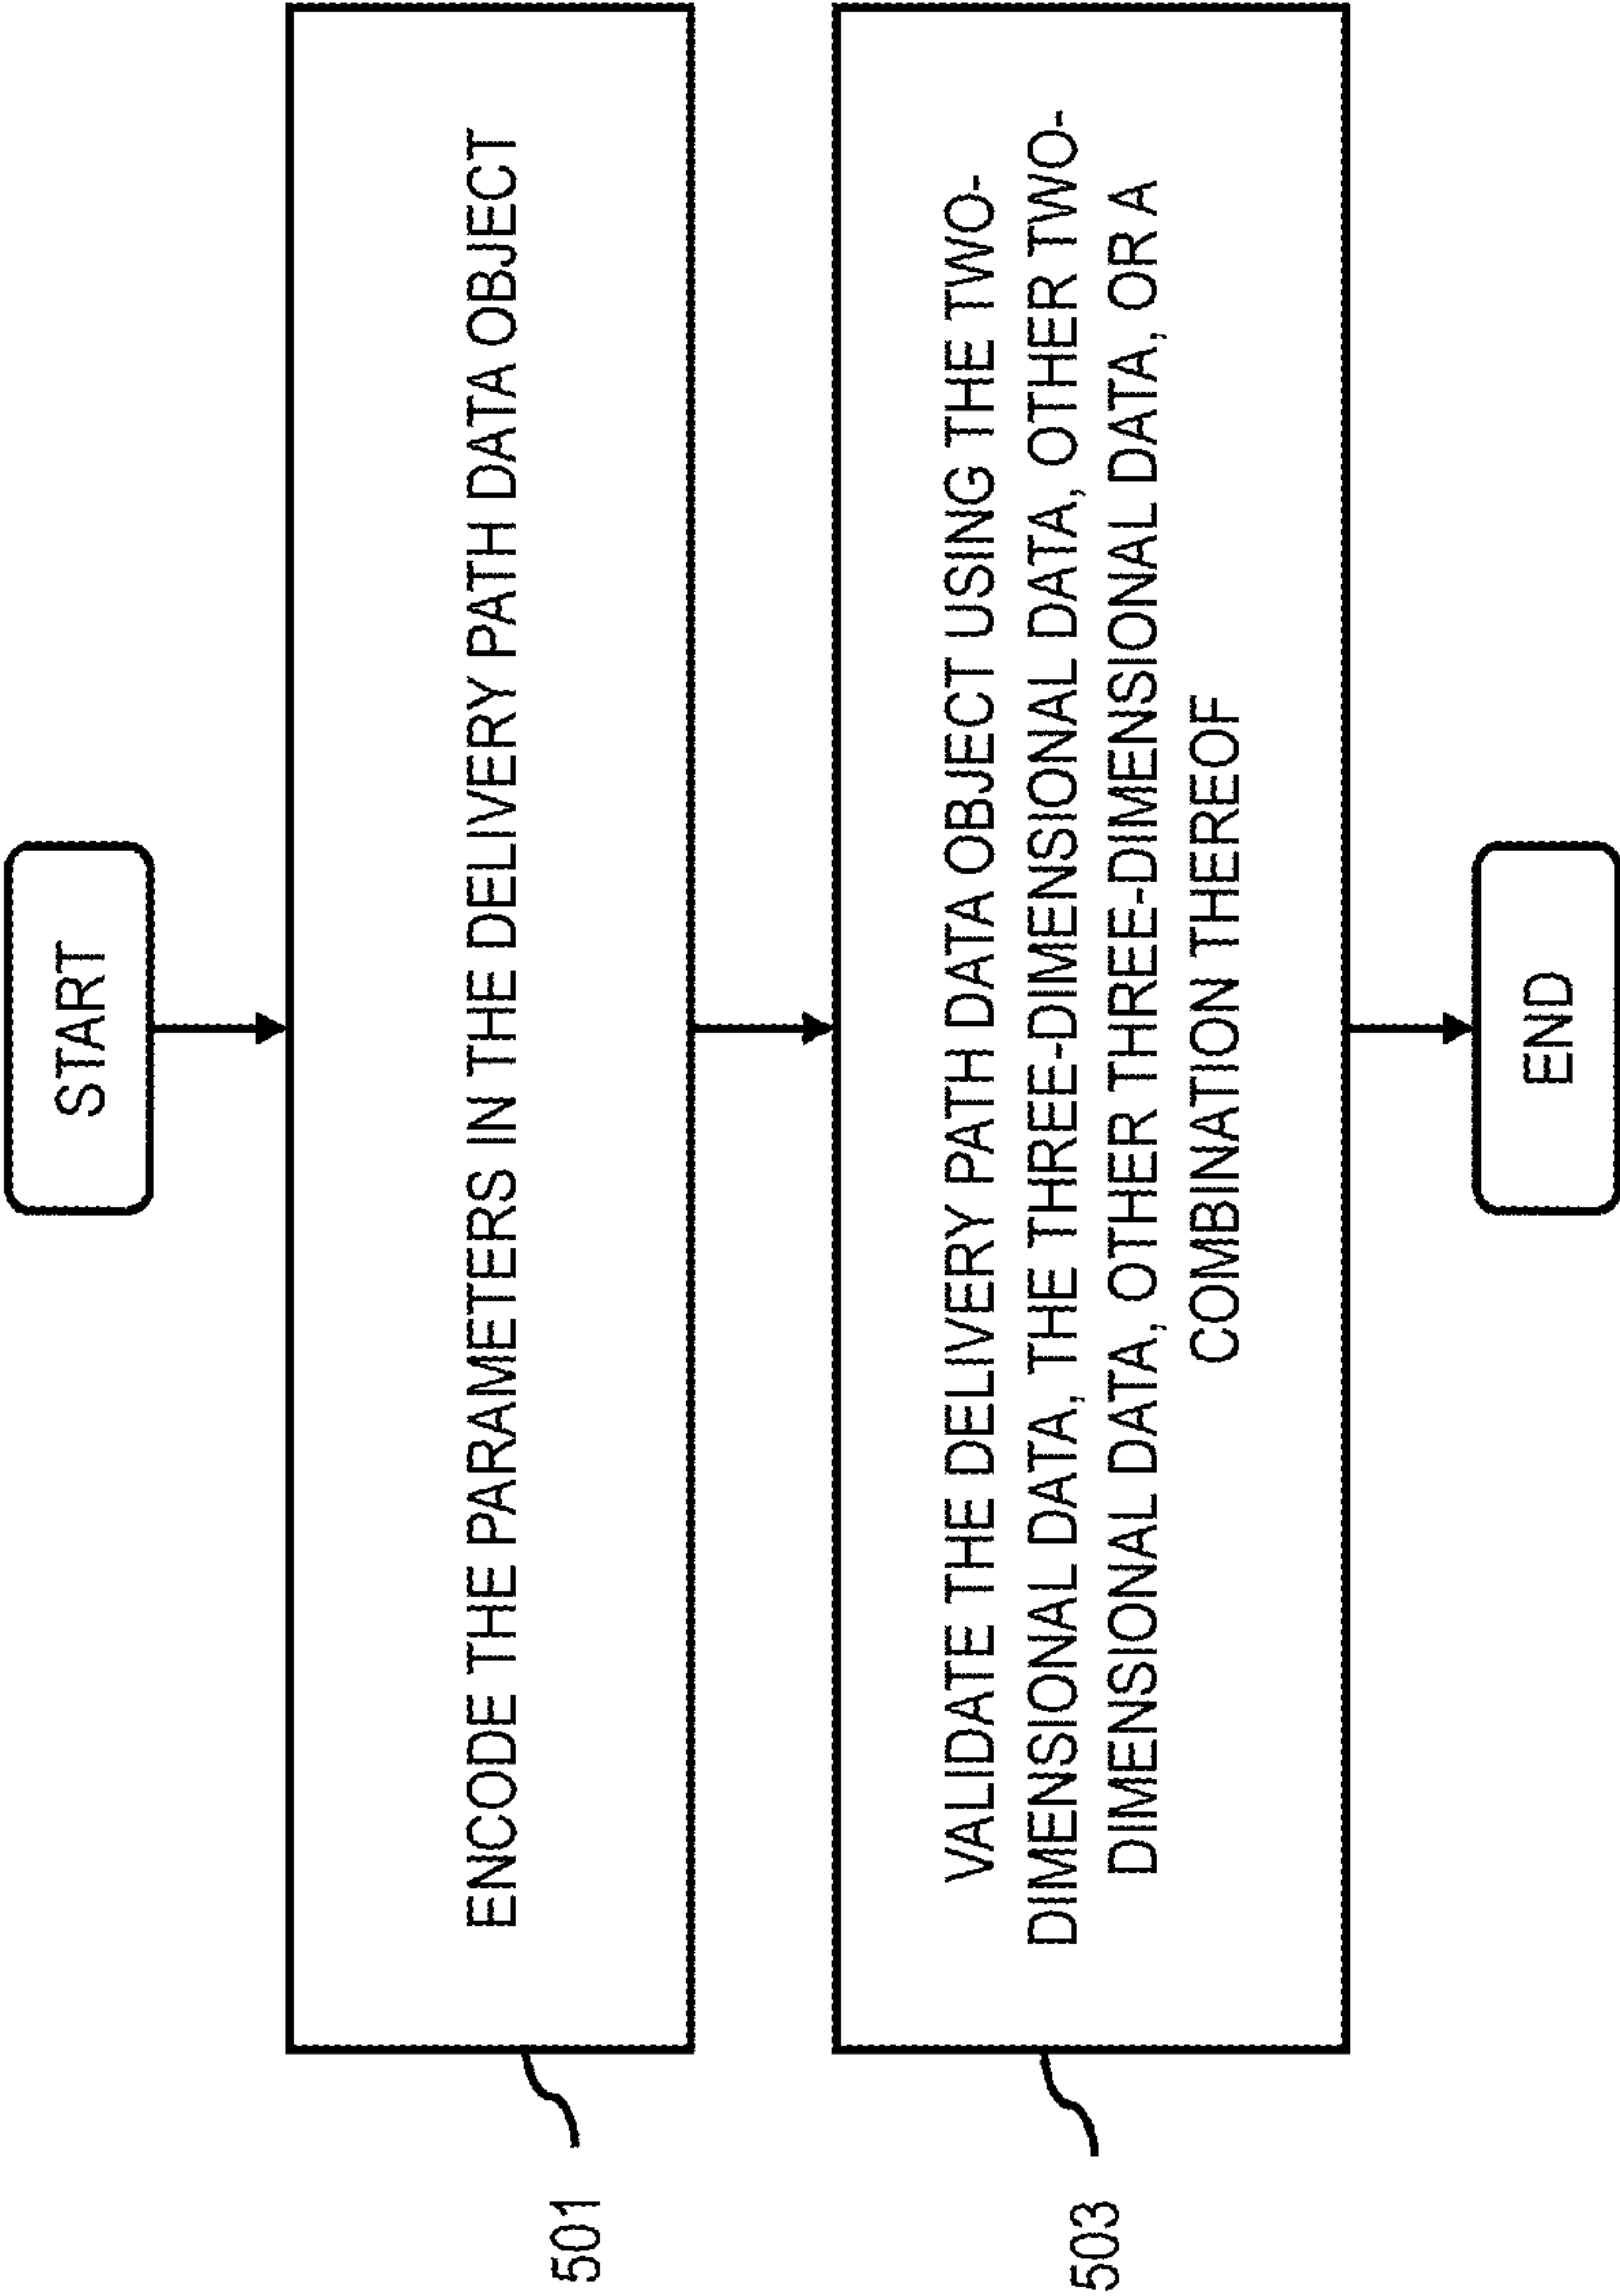 START
ENCODE THE PARAMETERS IN THE DELIVERY PATH DATA OBJECT
501
VALIDATE THE DELIVERY PATH DATA OBJECT USING THE TWO-
DIMENSIONAL DATA, THE THREE-DIMENSIONAL DATA, OTHER TWO-
DIMENSIONAL DATA, OTHER THREE-DIMENSIONAL DATA, OR A
COMBINATION THEREOF
503
END